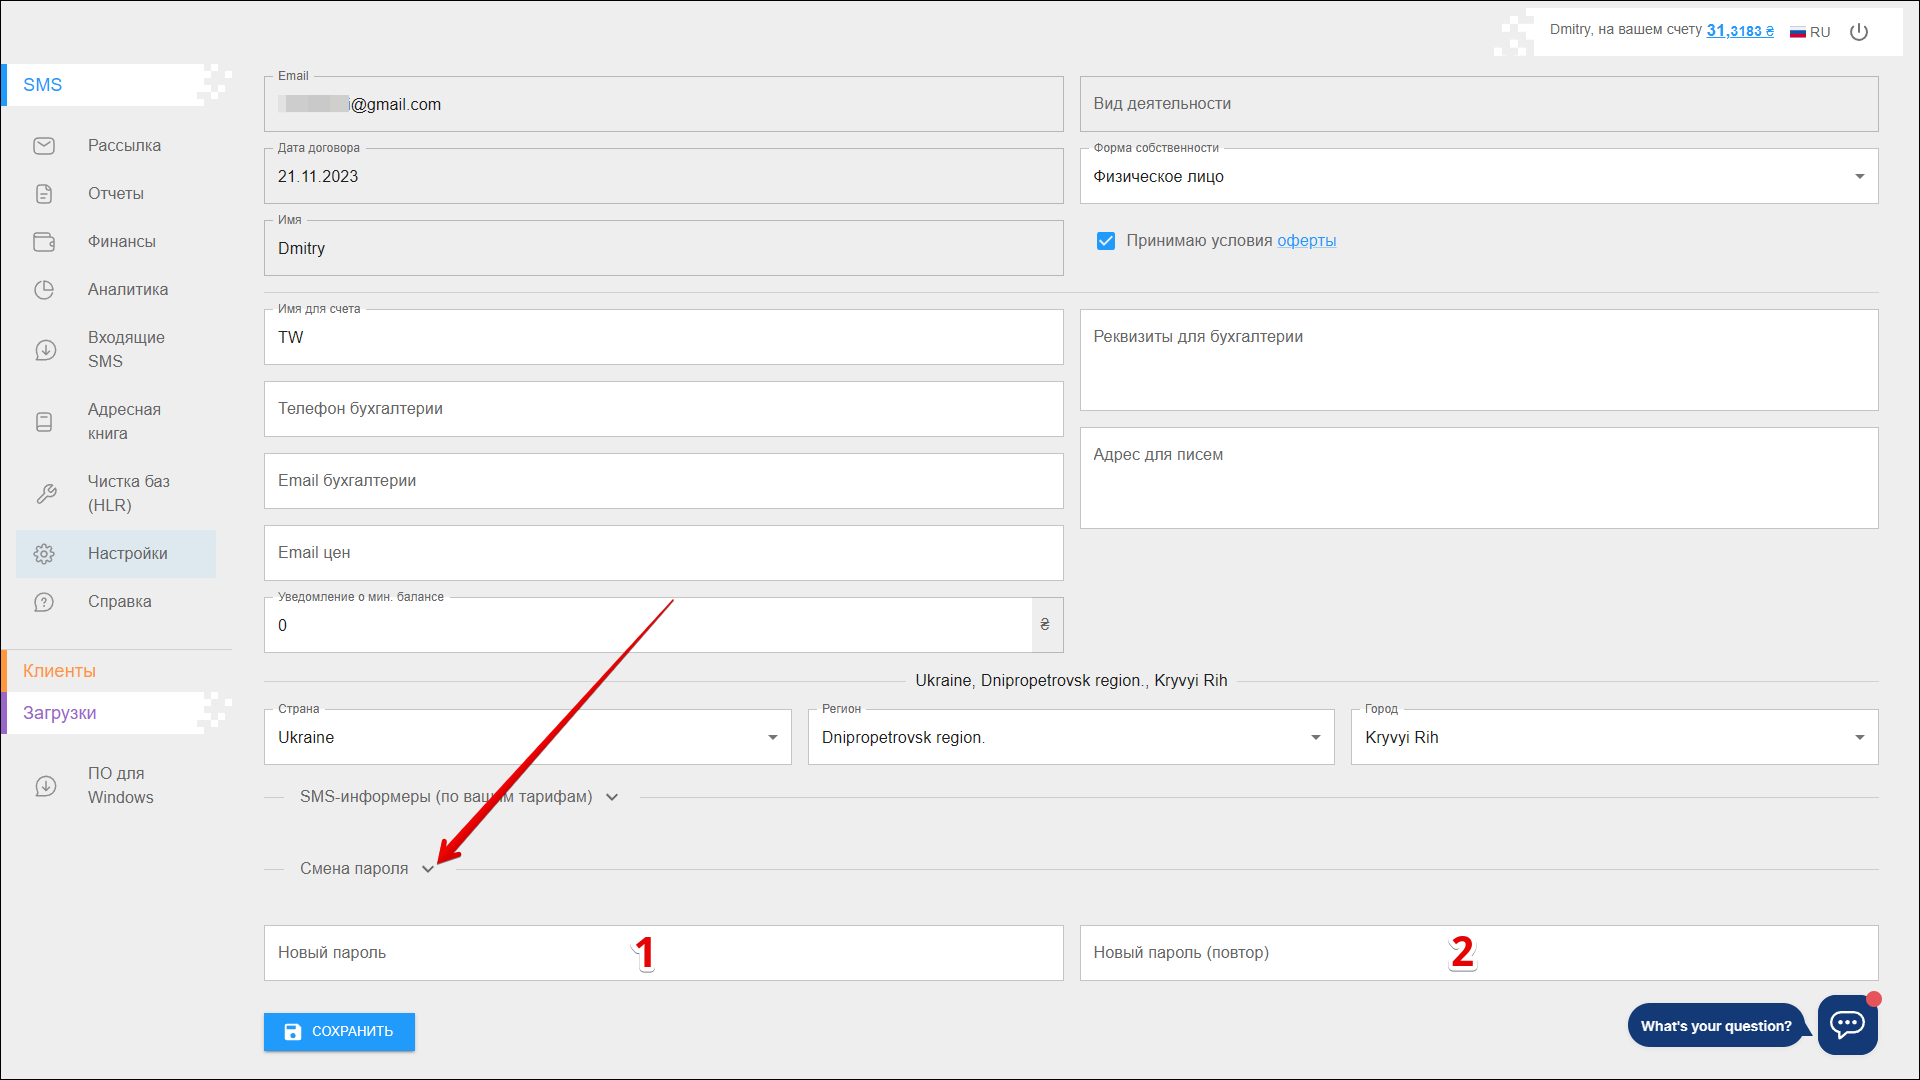 Dmitry, на вашем счету 31,3183 ₴
RU
SMS
Рассылка
Отчеты
Финансы
Аналитика
Входящие
SMS
Адресная
книга
Чистка баз
(HLR)
Настройки
Справка
Клиенты
Загрузки
ПО для
Windows
Email
i@gmail.com
Вид деятельности
Дата договора
21.11.2023
Форма собственности
Физическое лицо
Имя
Dmitry
Принимаю условия оферты
Имя для счета
TW
Реквизиты для бухгалтерии
Телефон бухгалтерии
Адрес для писем
Email бухгалтерии
Email цен
Уведомление о мин. балансе
0
₴
Ukraine, Dnipropetrovsk region., Kryvyi Rih
Страна
Ukraine
Регион
Dnipropetrovsk region.
Город
Kryvyi Rih
SMS-информеры (по вашим тарифам)
Смена пароля
Новый пароль
1
Новый пароль (повтор)
2
СОХРАНИТЬ
What's your question?